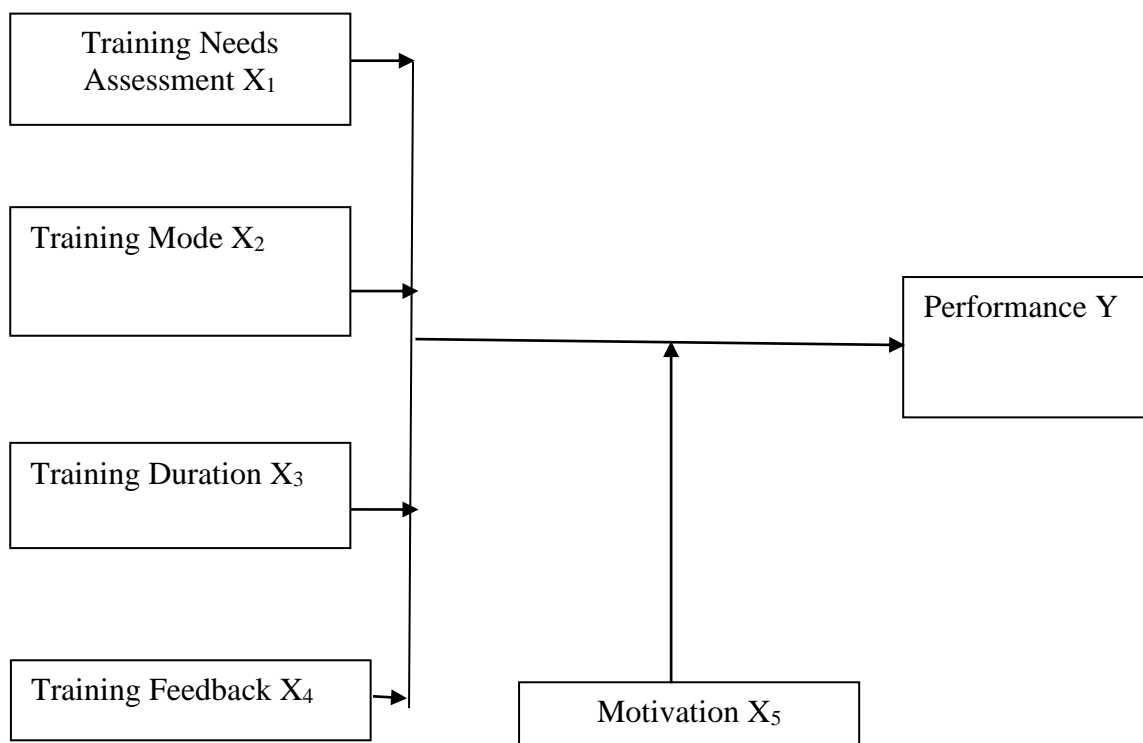 Training Needs
Assessment X₁
Training Mode X₂
Performance Y
Training Duration X₃
Training Feedback X₄
Motivation X₅